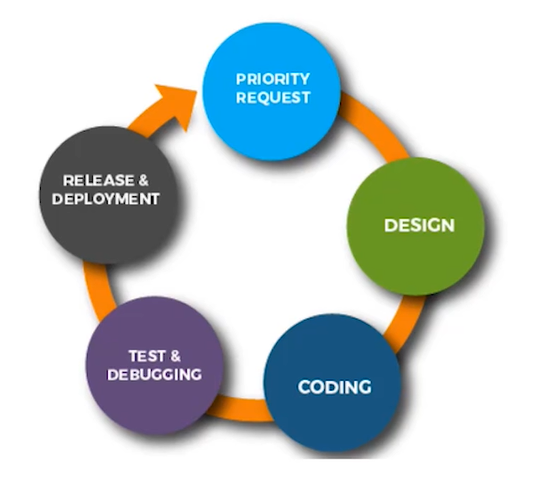 PRIORITY
REQUEST
DESIGN
CODING
TEST &
DEBUGGING
RELEASE &
DEPLOYMENT